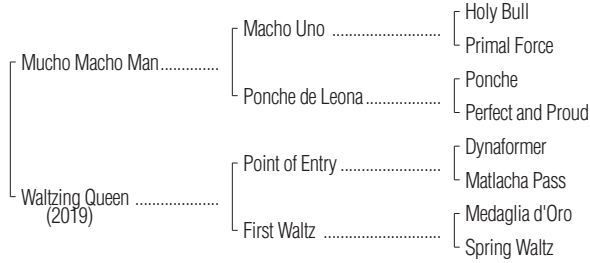 Holy Bull
Macho Uno ........................
Primal Force
Mucho Macho Man..............
Ponche
Ponche de Leona.................
Perfect and Proud
Dynaformer
Point of Entry ......................
Matlacha Pass
Waltzing Queen ...................
(2019)
Medaglia d'Oro
First Waltz ..........................
Spring Waltz